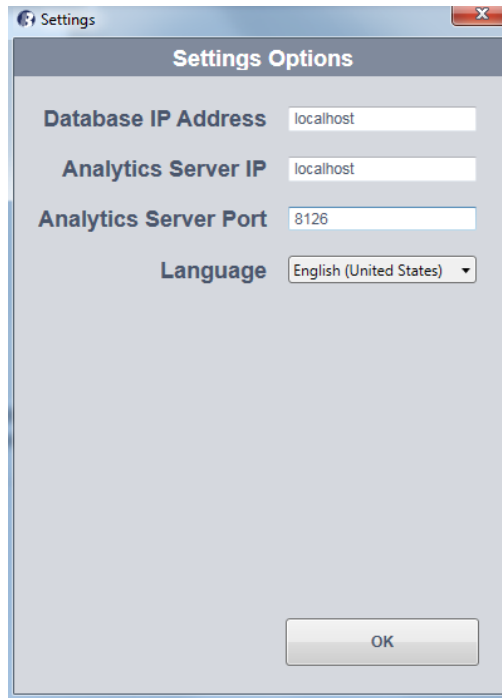 Settings
X
Settings Options
Database IP Address localhost
Analytics Server IP localhost
Analytics Server Port 8126
Language English (United States)
OK